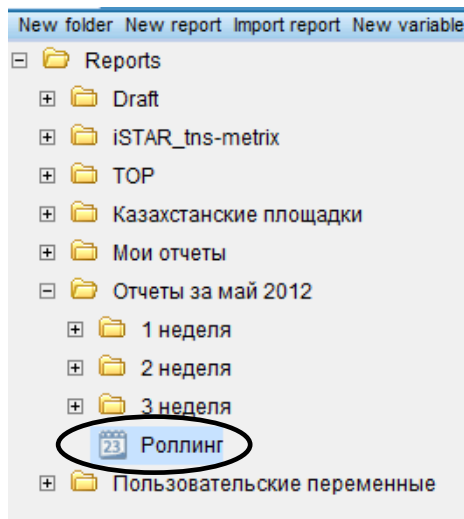 New folder New report Import report New variable
Reports
Draft
iSTAR_tns-metrix
TOP
Казахстанские площадки
Мои отчеты
Отчеты за май 2012
1 неделя
2 неделя
3 неделя
23 Роллинг
Пользовательские переменные